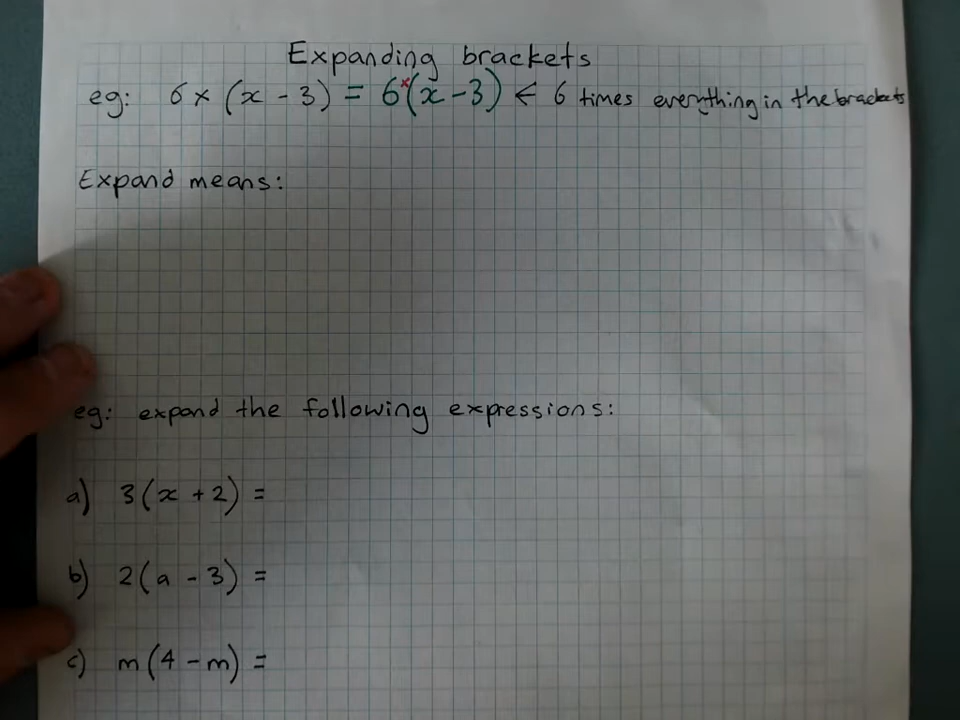 Expanding brackets
eg: 6 × (x - 3) = 6×(x - 3) ← 6 times everything in the brackets
Expand means:
eg: expand the following expressions:
a) 3(x + 2) =
b) 2(a - 3) =
c) m(4 - m) =